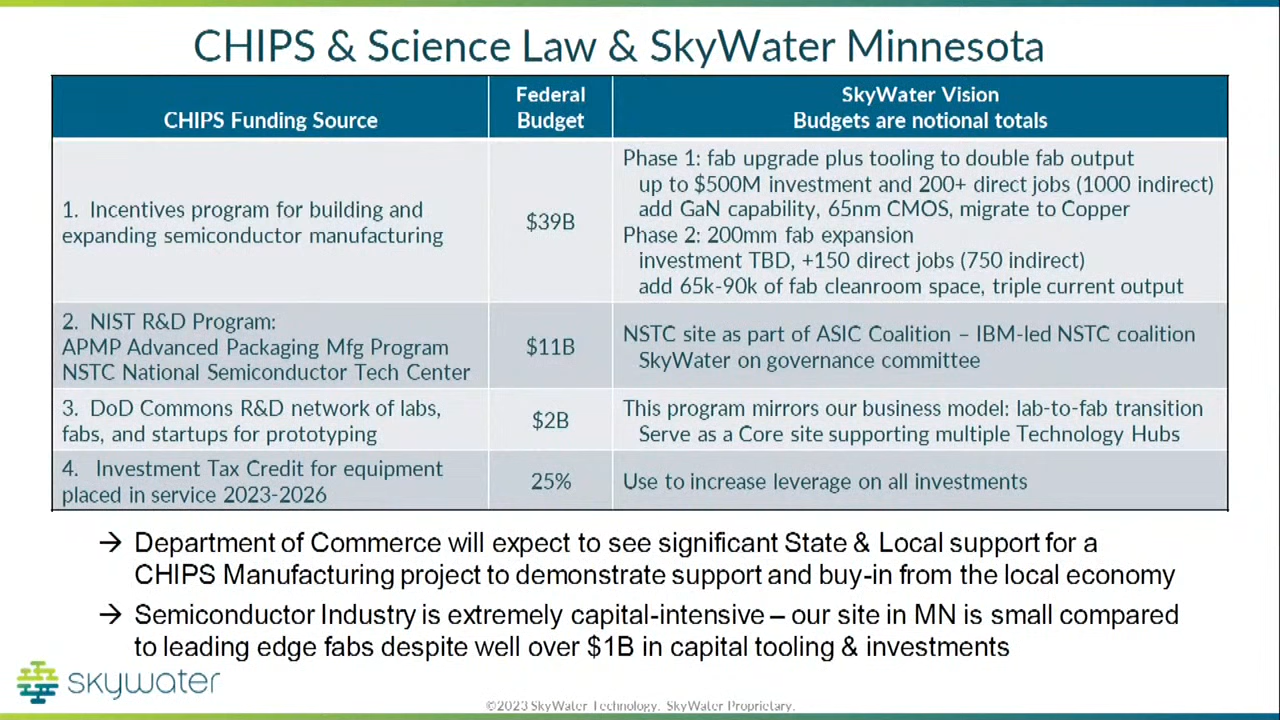 CHIPS & Science Law & SkyWater Minnesota
CHIPS Funding Source
Federal
Budget
SkyWater Vision
Budgets are notional totals
1. Incentives program for building and
expanding semiconductor manufacturing
$39B
Phase 1: fab upgrade plus tooling to double fab output
up to $500M investment and 200+ direct jobs (1000 indirect)
add GaN capability, 65nm CMOS, migrate to Copper
Phase 2: 200mm fab expansion
investment TBD, +150 direct jobs (750 indirect)
add 65k-90k of fab cleanroom space, triple current output
2. NIST R&D Program:
APMP Advanced Packaging Mfg Program
NSTC National Semiconductor Tech Center
$11B
NSTC site as part of ASIC Coalition – IBM-led NSTC coalition
SkyWater on governance committee
3. DoD Commons R&D network of labs,
fabs, and startups for prototyping
$2B
This program mirrors our business model: lab-to-fab transition
Serve as a Core site supporting multiple Technology Hubs
4. Investment Tax Credit for equipment
placed in service 2023-2026
25%
Use to increase leverage on all investments
→ Department of Commerce will expect to see significant State & Local support for a
CHIPS Manufacturing project to demonstrate support and buy-in from the local economy
→ Semiconductor Industry is extremely capital-intensive – our site in MN is small compared
to leading edge fabs despite well over $1B in capital tooling & investments
skywater
©2023 SkyWater Technology. SkyWater Proprietary.